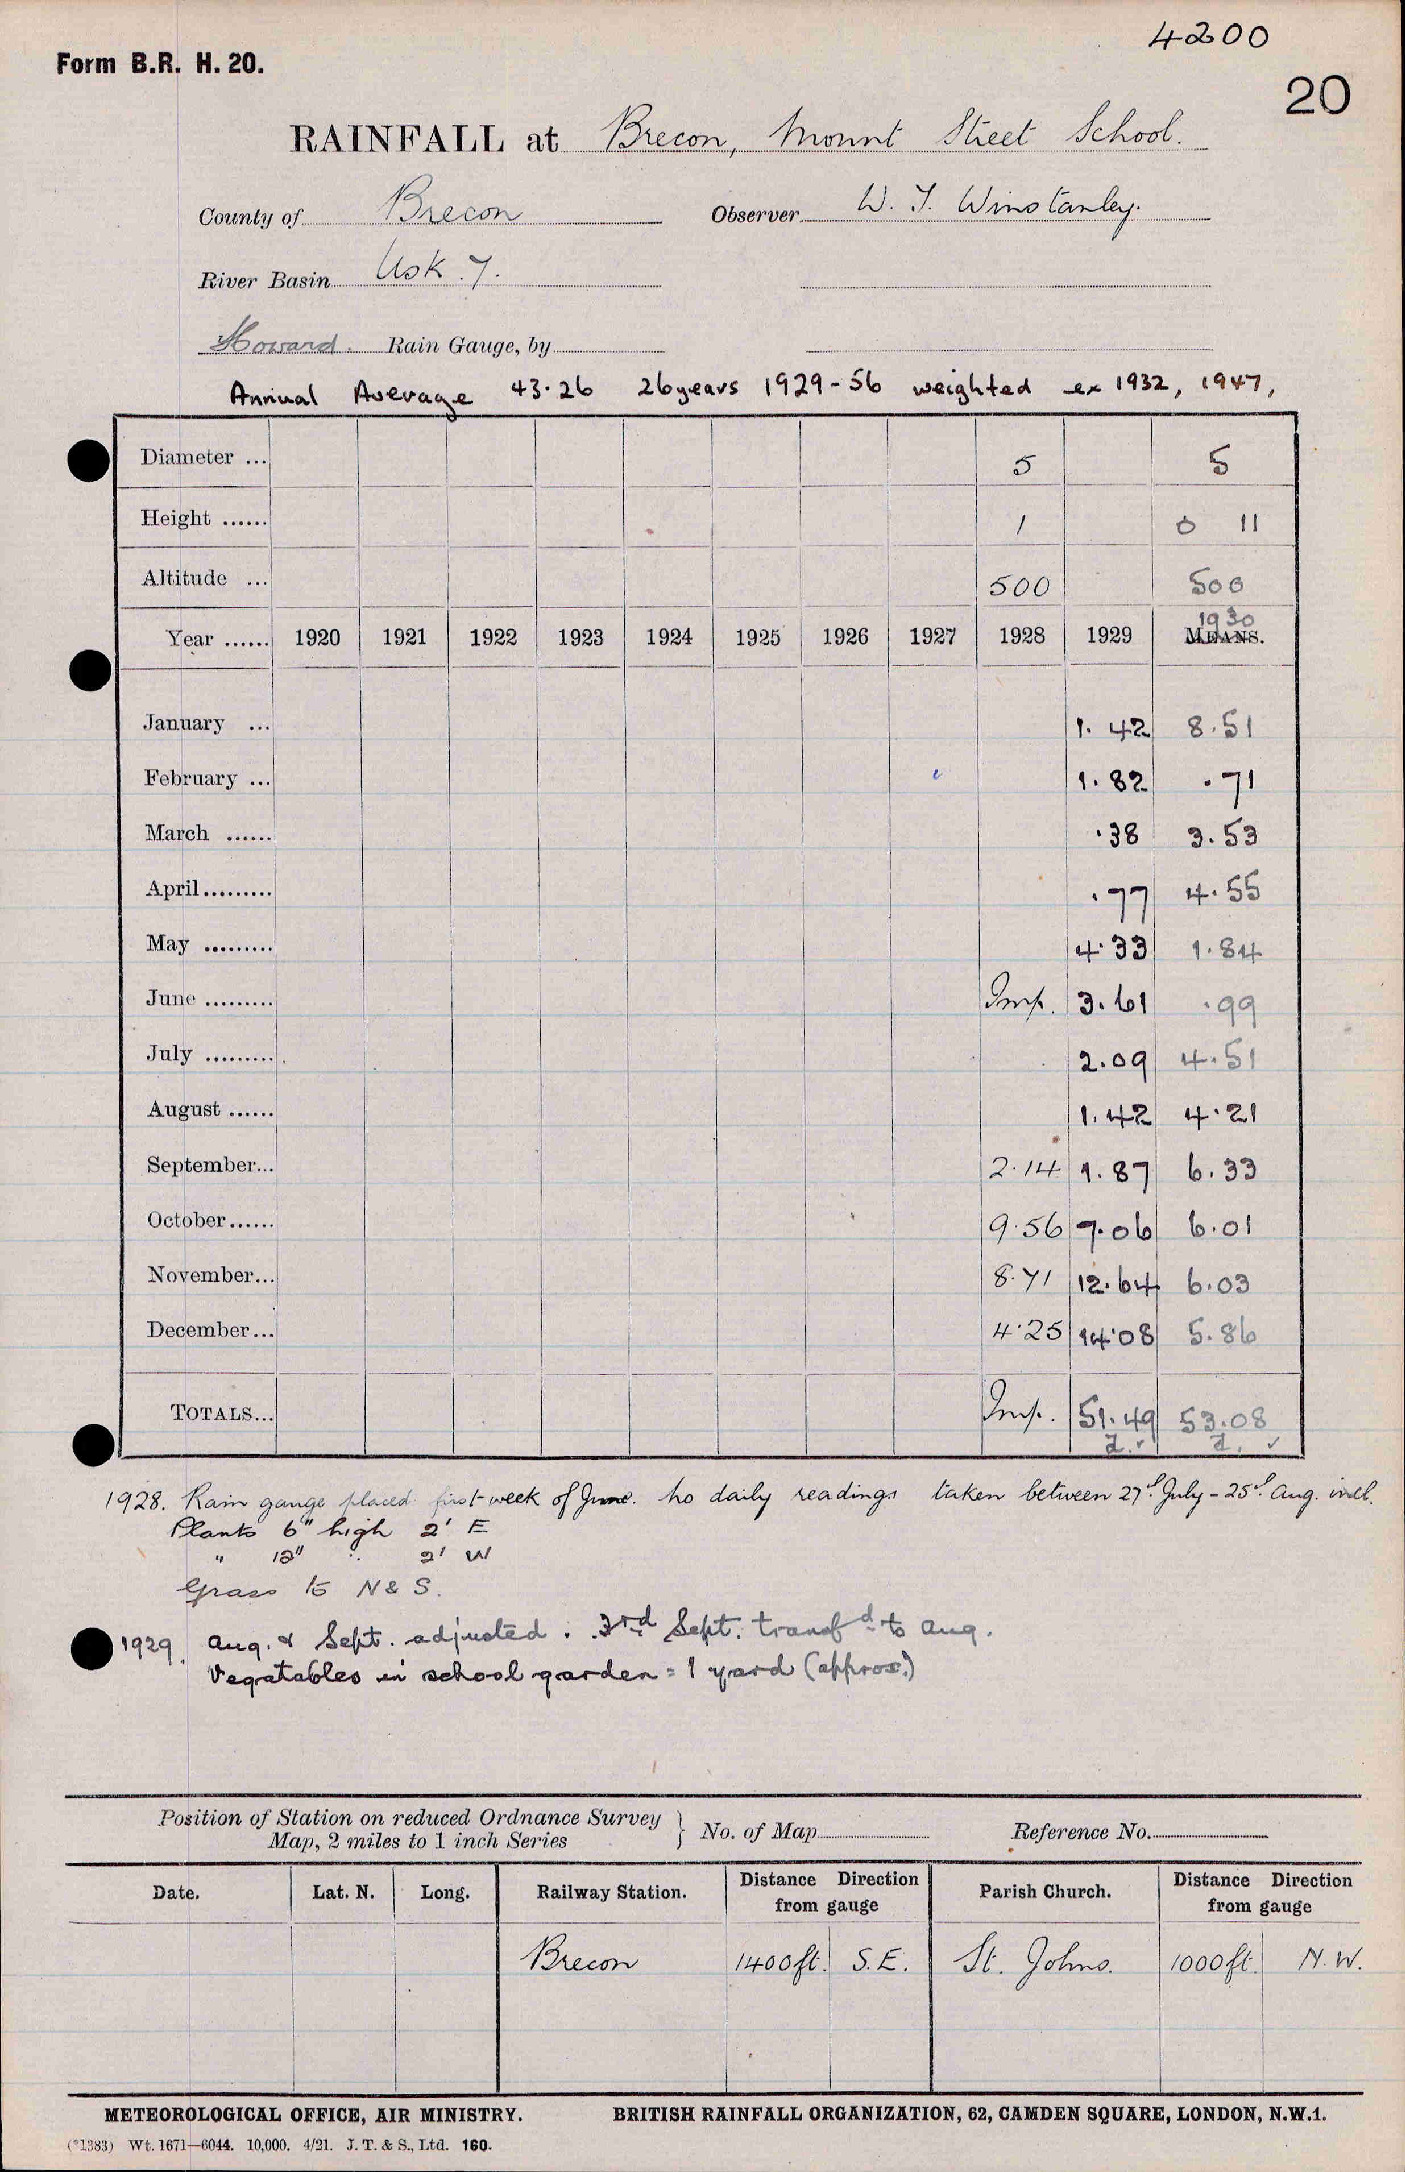 4200
Form B.R. H. 20.
20
RAINFALL at Brecon, Mount Street School.
County of Brecon Observer W. T. Winstanley.
River Basin Usk 7.
Howard. Rain Gauge, by
Annual Average 43.26 26 years 1929-56 weighted ex 1932, 1947,
Diameter ... 5 5
Height ...... 1 0 11
Altitude ... 500 500
1930
Year ...... 1920 1921 1922 1923 1924 1925 1926 1927 1928 1929 MEANS.
January ... 1.42 8.51
February ... 1.82 .71
March ...... .38 3.53
April......... .77 4.55
May ......... 4.33 1.84
June ......... Imp. 3.61 .99
July ......... 2.09 4.51
August ...... 1.42 4.21
September... 2.14 1.87 6.33
October...... 9.56 7.06 6.01
November... 8.71 12.64 6.03
December... 4.25 14.08 5.86
TOTALS... Imp. 51.49 53.08
1928. Rain gauge placed first week of June. No daily readings taken between 27th July - 25th Aug. incl.
Plants 6" high 2' E
" 12" " 2' W
Grass to N & S.
1929. Aug. & Sept. adjusted. 3rd Sept. transfd to Aug.
Vegatables in school garden = 1 yard (approx.)
Position of Station on reduced Ordnance Survey
Map, 2 miles to 1 inch Series } No. of Map Reference No.
Date. Lat. N. Long. Railway Station. Distance Direction from gauge Parish Church. Distance Direction from gauge
Brecon 1400 ft. S.E. St. Johns. 1000 ft. N.W.
METEOROLOGICAL OFFICE, AIR MINISTRY. BRITISH RAINFALL ORGANIZATION, 62, CAMDEN SQUARE, LONDON, N.W.1.
(*1383) Wt. 1671—6044. 10,000. 4/21. J. T. & S., Ltd. 160.